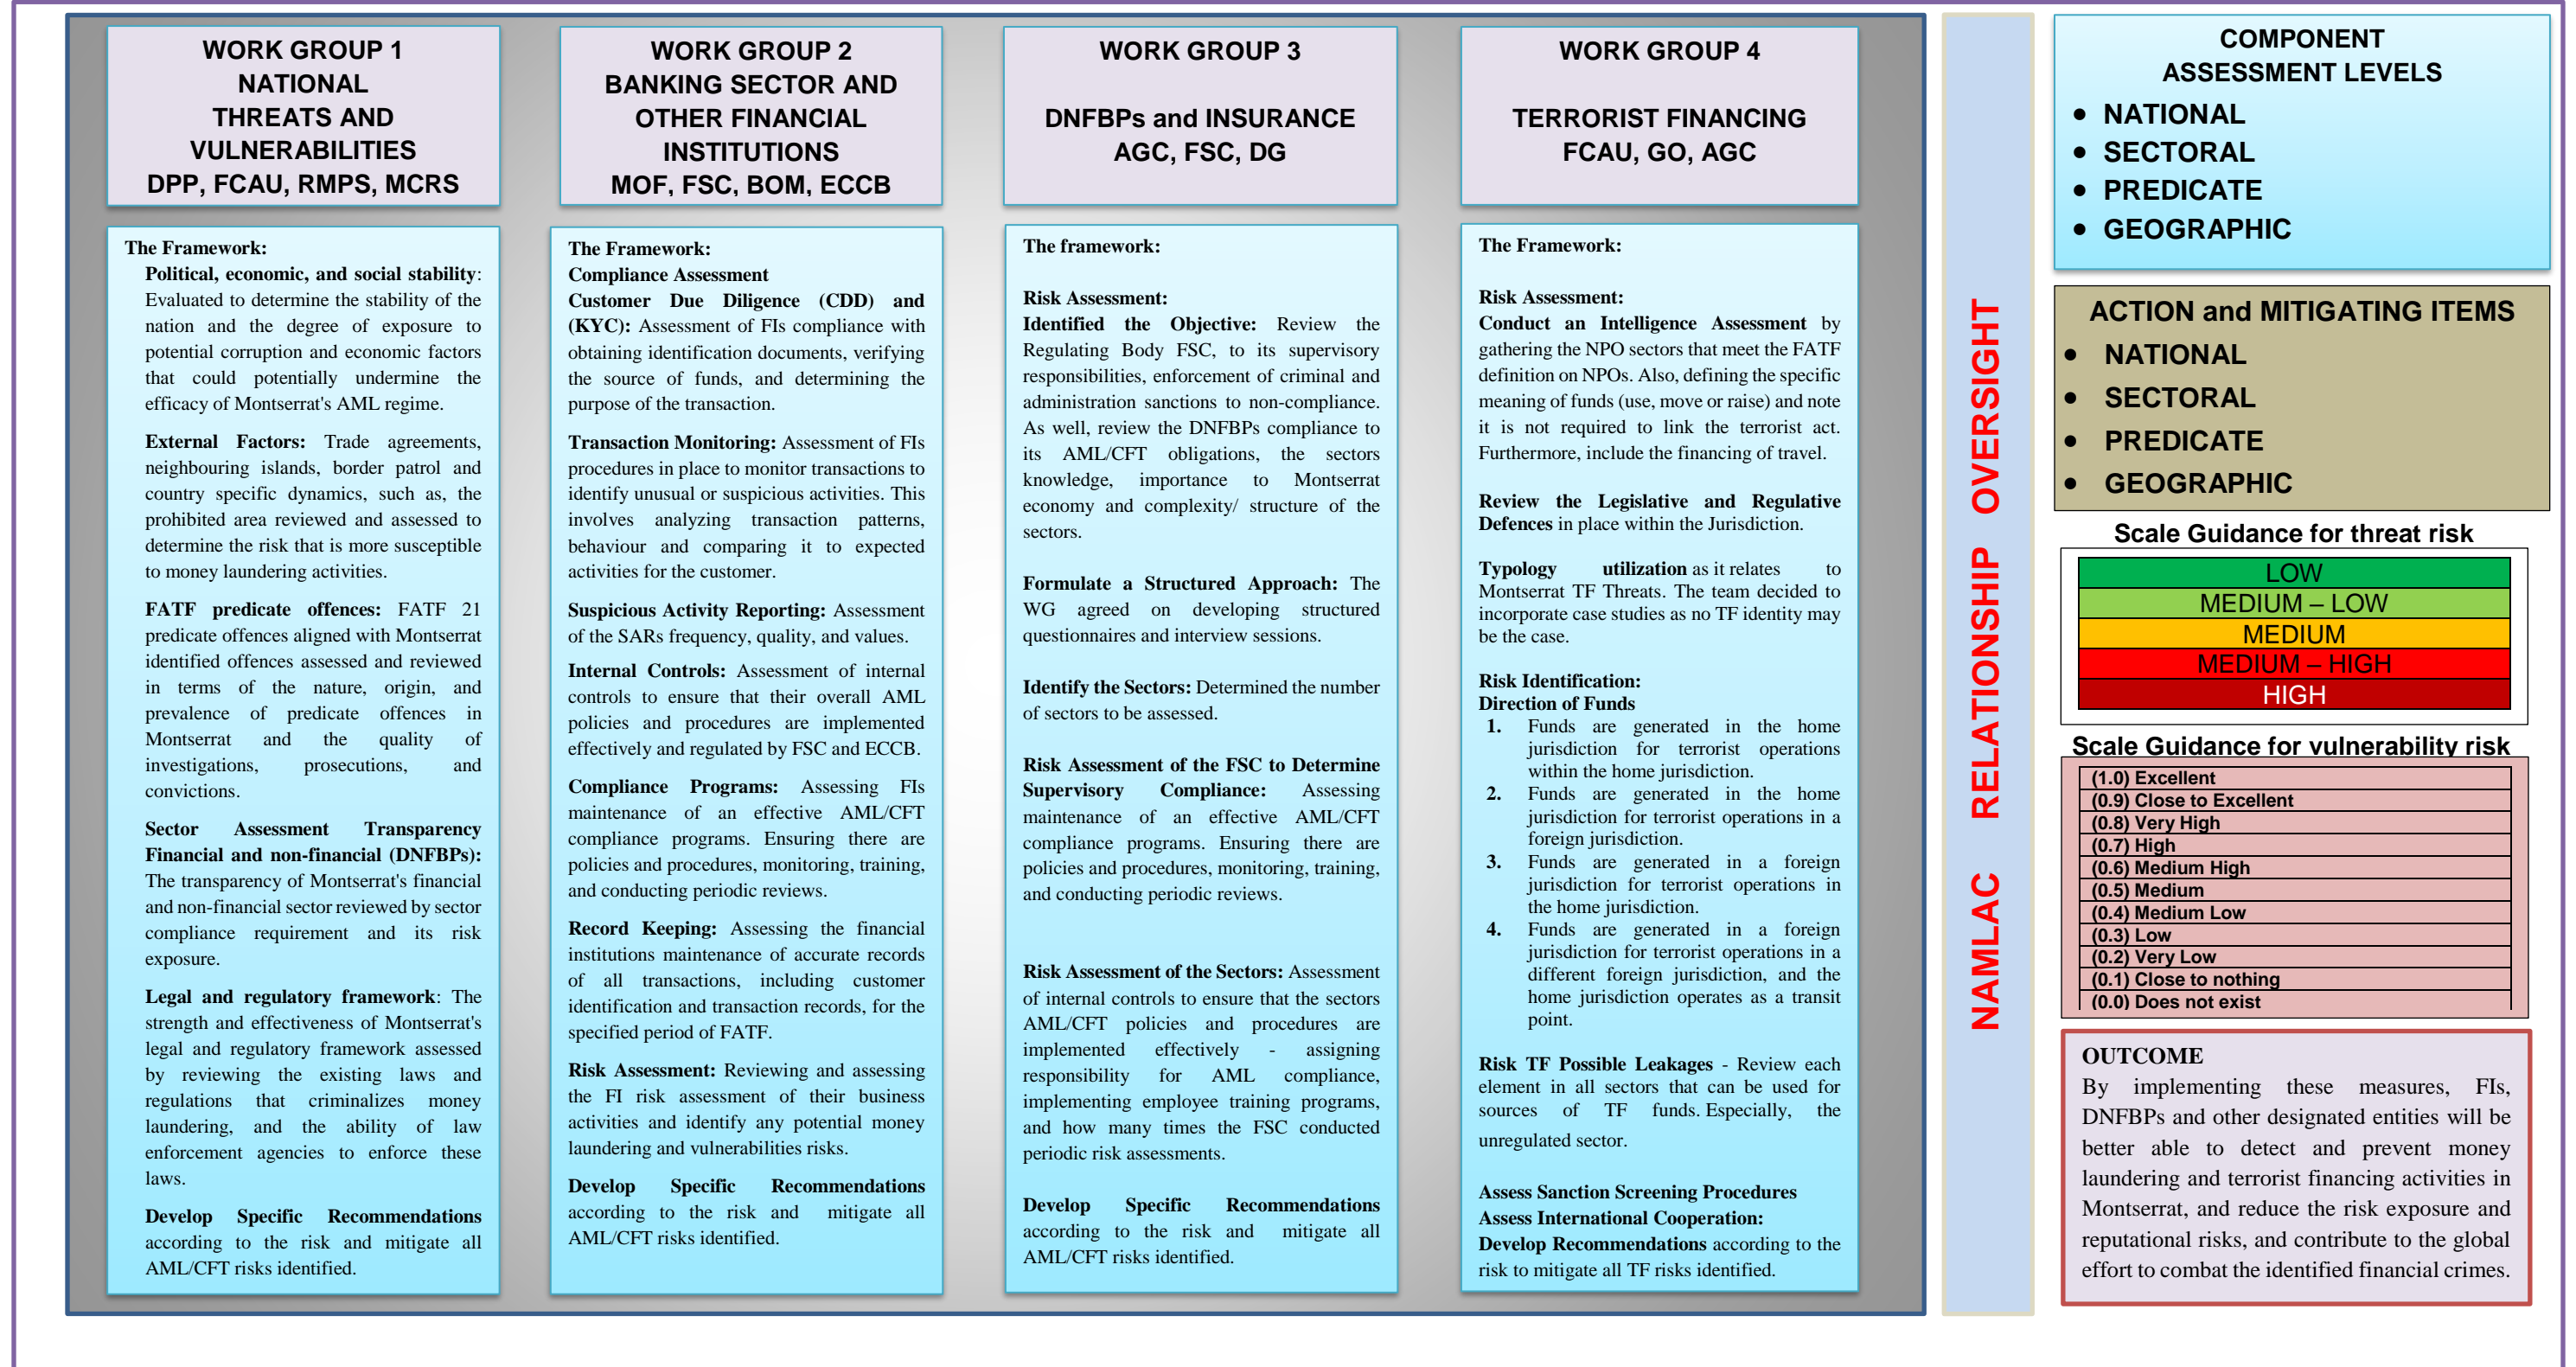 WORK GROUP 1
NATIONAL
THREATS AND
VULNERABILITIES
DPP, FCAU, RMPS, MCRS
The Framework:
Political, economic, and social stability:
Evaluated to determine the stability of the
nation and the degree of exposure to
potential corruption and economic factors
that could potentially undermine the
efficacy of Montserrat's AML regime.
External Factors: Trade agreements,
neighbouring islands, border patrol and
country specific dynamics, such as, the
prohibited area reviewed and assessed to
determine the risk that is more susceptible
to money laundering activities.
FATF predicate offences: FATF 21
predicate offences aligned with Montserrat
identified offences assessed and reviewed
in terms of the nature, origin, and
prevalence of predicate offences in
Montserrat and the quality of
investigations, prosecutions, and
convictions.
Sector Assessment Transparency
Financial and non-financial (DNFBPs):
The transparency of Montserrat's financial
and non-financial sector reviewed by sector
compliance requirement and its risk
exposure.
Legal and regulatory framework: The
strength and effectiveness of Montserrat's
legal and regulatory framework assessed
by reviewing the existing laws and
regulations that criminalizes money
laundering, and the ability of law
enforcement agencies to enforce these
laws.
Develop Specific Recommendations
according to the risk and mitigate all
AML/CFT risks identified.
WORK GROUP 2
BANKING SECTOR AND
OTHER FINANCIAL
INSTITUTIONS
MOF, FSC, BOM, ECCB
The Framework:
Compliance Assessment
Customer Due Diligence (CDD) and
(KYC): Assessment of FIs compliance with
obtaining identification documents, verifying
the source of funds, and determining the
purpose of the transaction.
Transaction Monitoring: Assessment of FIs
procedures in place to monitor transactions to
identify unusual or suspicious activities. This
involves analyzing transaction patterns,
behaviour and comparing it to expected
activities for the customer.
Suspicious Activity Reporting: Assessment
of the SARs frequency, quality, and values.
Internal Controls: Assessment of internal
controls to ensure that their overall AML
policies and procedures are implemented
effectively and regulated by FSC and ECCB.
Compliance Programs: Assessing FIs
maintenance of an effective AML/CFT
compliance programs. Ensuring there are
policies and procedures, monitoring, training,
and conducting periodic reviews.
Record Keeping: Assessing the financial
institutions maintenance of accurate records
of all transactions, including customer
identification and transaction records, for the
specified period of FATF.
Risk Assessment: Reviewing and assessing
the FI risk assessment of their business
activities and identify any potential money
laundering and vulnerabilities risks.
Develop Specific Recommendations
according to the risk and mitigate all
AML/CFT risks identified.
WORK GROUP 3
DNFBPs and INSURANCE
AGC, FSC, DG
The framework:
Risk Assessment:
Identified the Objective: Review the
Regulating Body FSC, to its supervisory
responsibilities, enforcement of criminal and
administration sanctions to non-compliance.
As well, review the DNFBPs compliance to
its AML/CFT obligations, the sectors
knowledge, importance to Montserrat
economy and complexity/ structure of the
sectors.
Formulate a Structured Approach: The
WG agreed on developing structured
questionnaires and interview sessions.
Identify the Sectors: Determined the number
of sectors to be assessed.
Risk Assessment of the FSC to Determine
Supervisory Compliance: Assessing
maintenance of an effective AML/CFT
compliance programs. Ensuring there are
policies and procedures, monitoring, training,
and conducting periodic reviews.
Risk Assessment of the Sectors: Assessment
of internal controls to ensure that the sectors
AML/CFT policies and procedures are
implemented effectively - assigning
responsibility for AML compliance,
implementing employee training programs,
and how many times the FSC conducted
periodic risk assessments.
Develop Specific Recommendations
according to the risk and mitigate all
AML/CFT risks identified.
WORK GROUP 4
TERRORIST FINANCING
FCAU, GO, AGC
The Framework:
Risk Assessment:
Conduct an Intelligence Assessment by
gathering the NPO sectors that meet the FATF
definition on NPOs. Also, defining the specific
meaning of funds (use, move or raise) and note
it is not required to link the terrorist act.
Furthermore, include the financing of travel.
Review the Legislative and Regulative
Defences in place within the Jurisdiction.
Typology utilization as it relates to
Montserrat TF Threats. The team decided to
incorporate case studies as no TF identity may
be the case.
Risk Identification:
Direction of Funds
1. Funds are generated in the home
jurisdiction for terrorist operations
within the home jurisdiction.
2. Funds are generated in the home
jurisdiction for terrorist operations in a
foreign jurisdiction.
3. Funds are generated in a foreign
jurisdiction for terrorist operations in
the home jurisdiction.
4. Funds are generated in a foreign
jurisdiction for terrorist operations in a
different foreign jurisdiction, and the
home jurisdiction operates as a transit
point.
Risk TF Possible Leakages - Review each
element in all sectors that can be used for
sources of TF funds. Especially, the
unregulated sector.
Assess Sanction Screening Procedures
Assess International Cooperation:
Develop Recommendations according to the
risk to mitigate all TF risks identified.
NAMLAC RELATIONSHIP OVERSIGHT
COMPONENT
ASSESSMENT LEVELS
• NATIONAL
• SECTORAL
• PREDICATE
• GEOGRAPHIC
ACTION and MITIGATING ITEMS
• NATIONAL
• SECTORAL
• PREDICATE
• GEOGRAPHIC
Scale Guidance for threat risk
LOW
MEDIUM – LOW
MEDIUM
MEDIUM – HIGH
HIGH
Scale Guidance for vulnerability risk
(1.0) Excellent
(0.9) Close to Excellent
(0.8) Very High
(0.7) High
(0.6) Medium High
(0.5) Medium
(0.4) Medium Low
(0.3) Low
(0.2) Very Low
(0.1) Close to nothing
(0.0) Does not exist
OUTCOME
By implementing these measures, FIs,
DNFBPs and other designated entities will be
better able to detect and prevent money
laundering and terrorist financing activities in
Montserrat, and reduce the risk exposure and
reputational risks, and contribute to the global
effort to combat the identified financial crimes.